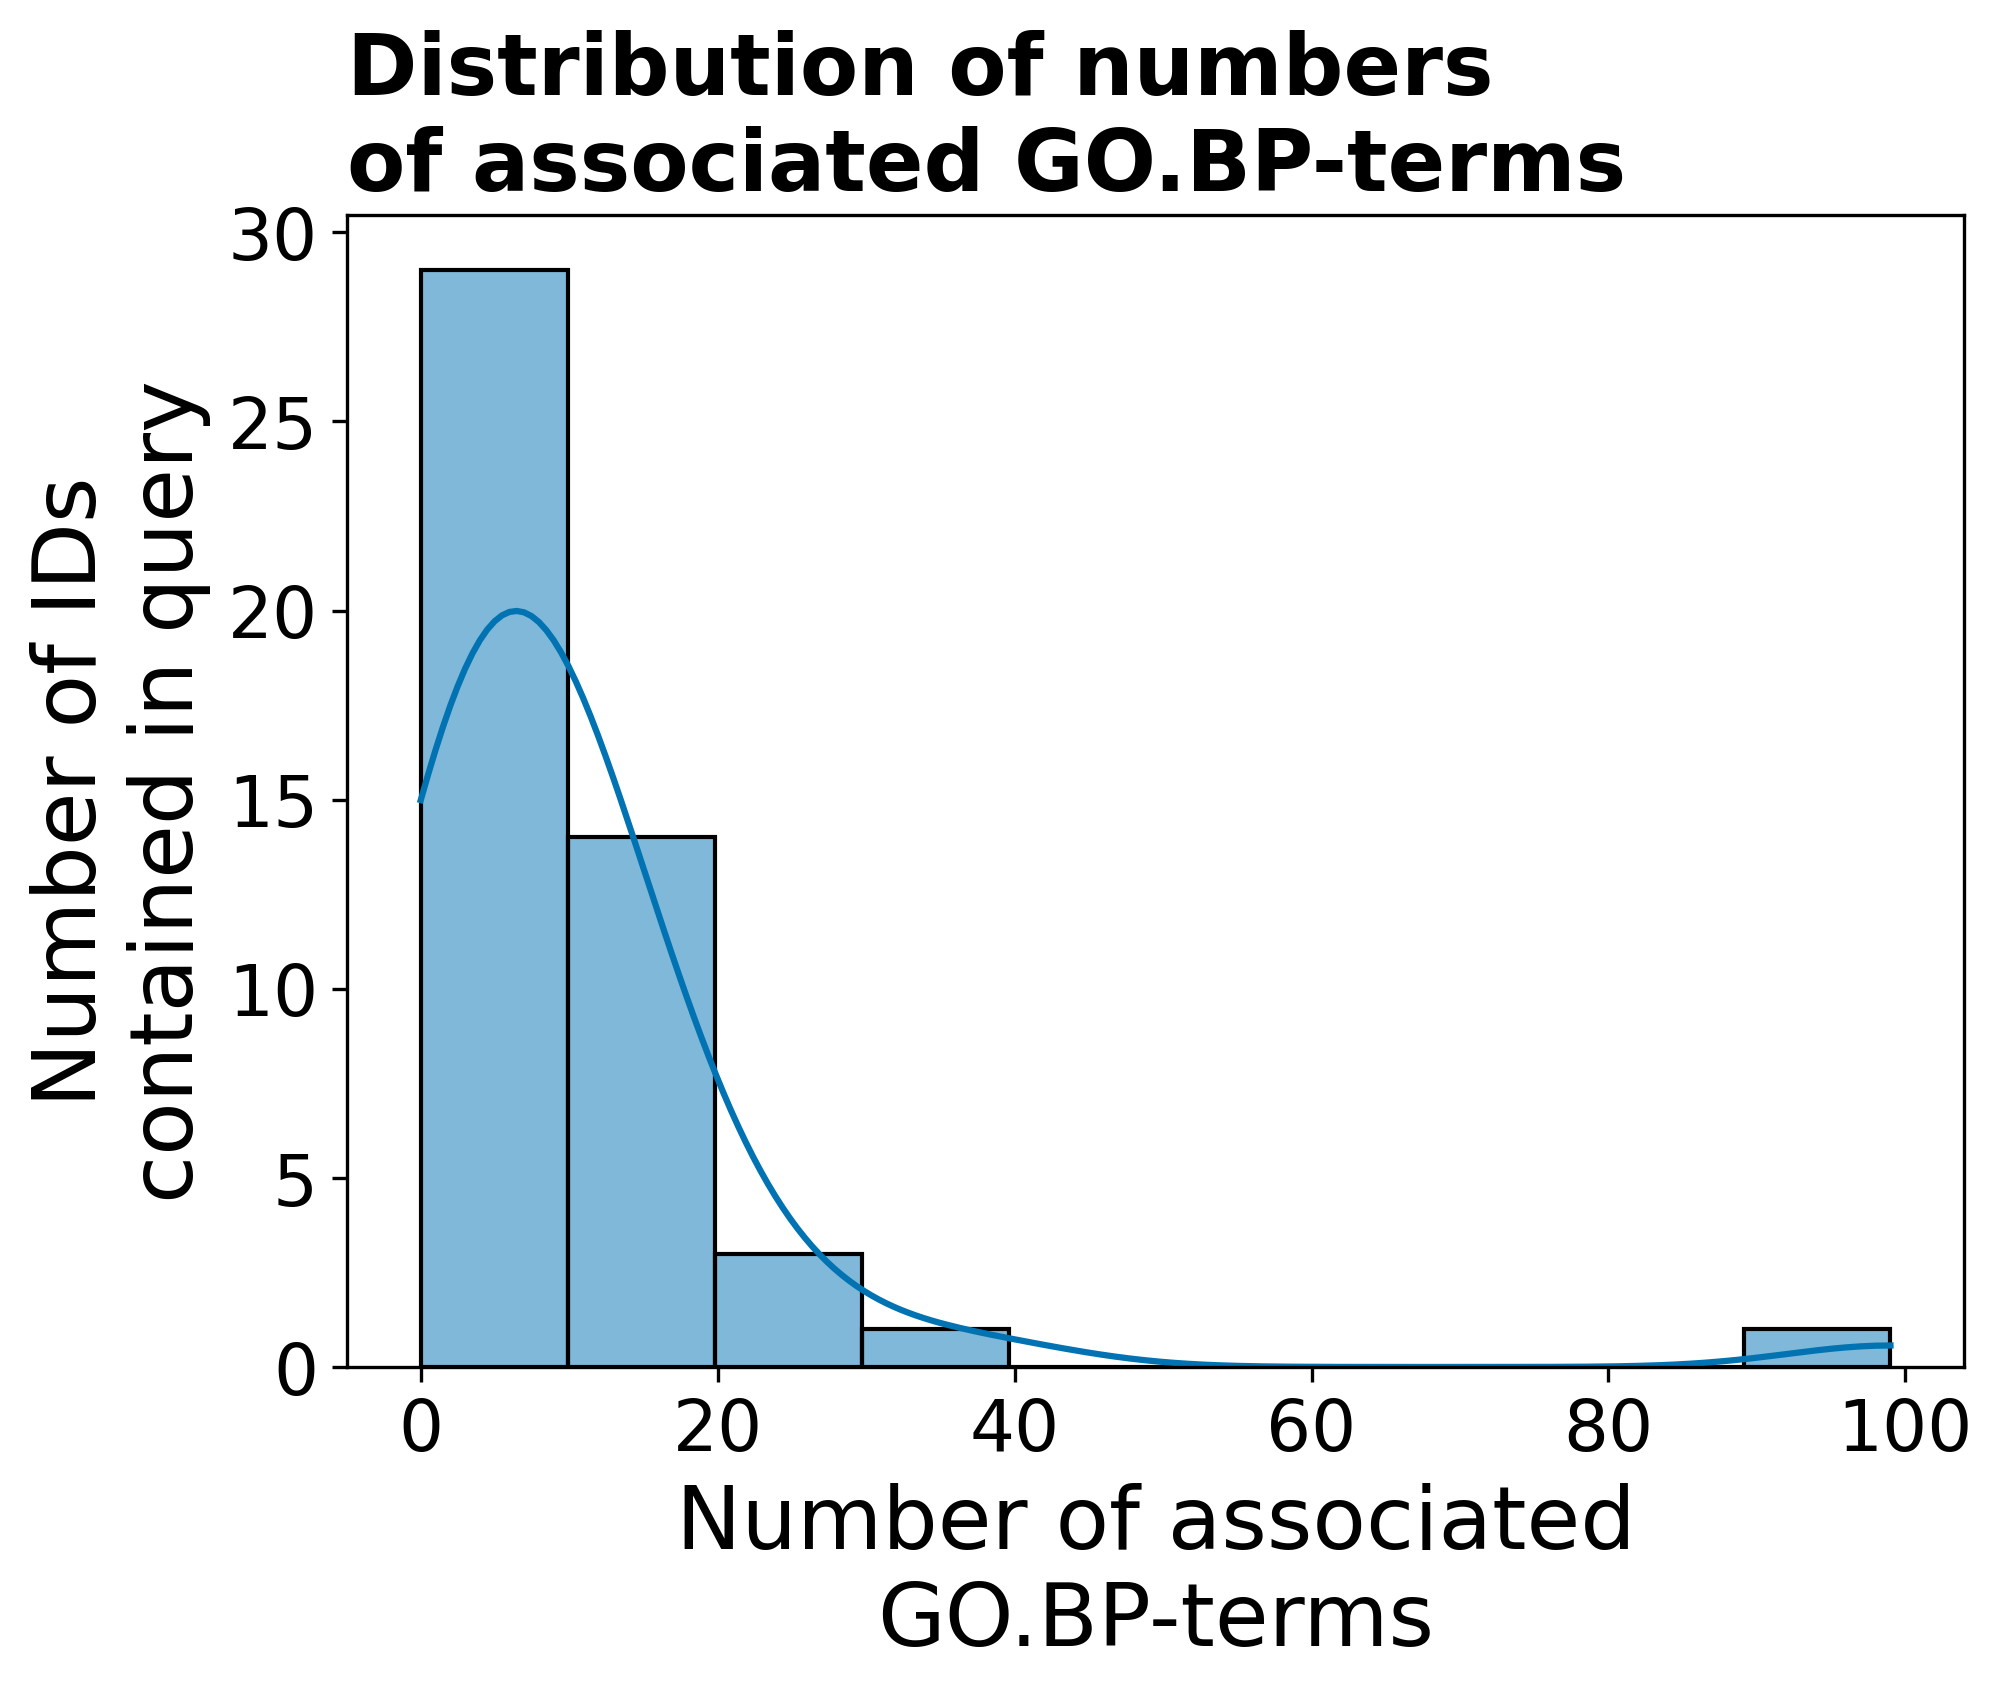 Distribution of numbers
of associated GO.BP-terms
Number of IDs
contained in query
30
25
20
15
10
5
0
0 20 40 60 80 100
Number of associated
GO.BP-terms